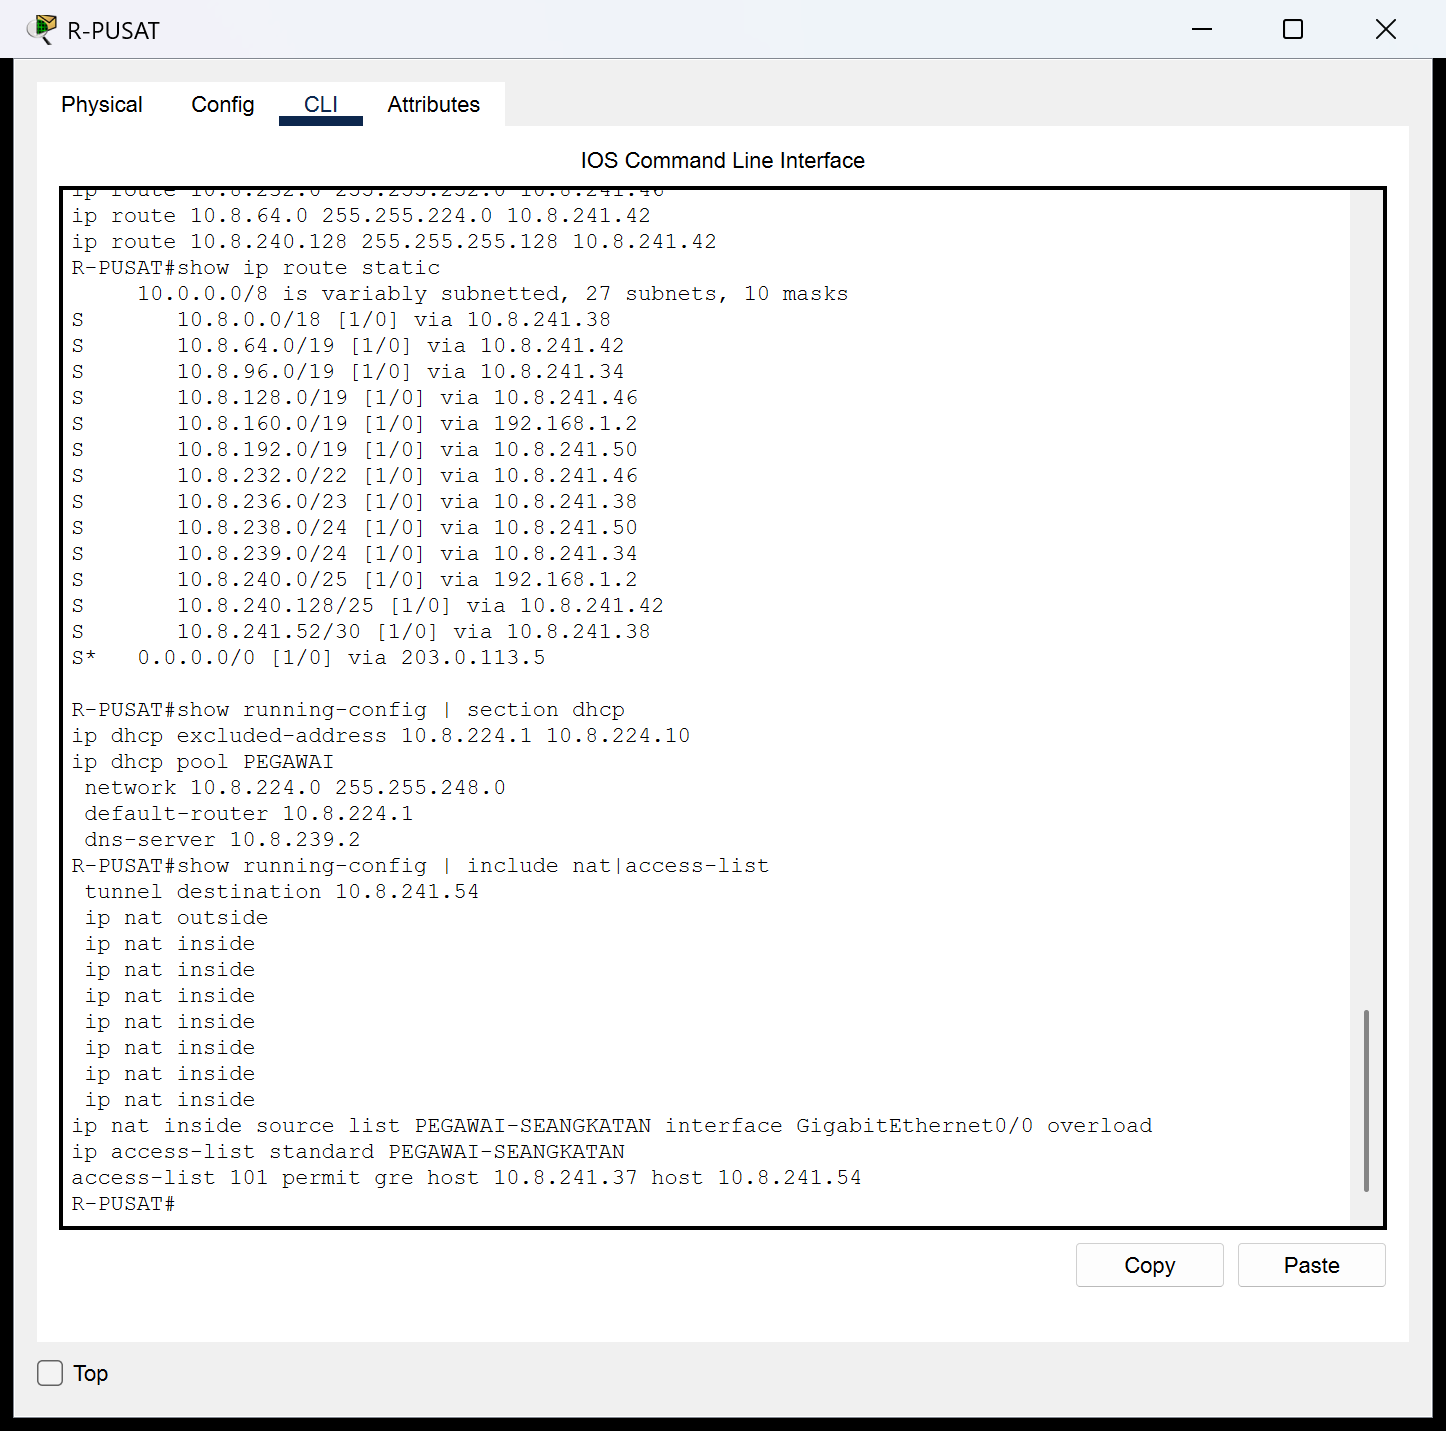 R-PUSAT
Physical Config CLI Attributes
IOS Command Line Interface
ip route 10.8.232.0 255.255.252.0 10.8.241.46
ip route 10.8.64.0 255.255.224.0 10.8.241.42
ip route 10.8.240.128 255.255.255.128 10.8.241.42
R-PUSAT#show ip route static
     10.0.0.0/8 is variably subnetted, 27 subnets, 10 masks
S       10.8.0.0/18 [1/0] via 10.8.241.38
S       10.8.64.0/19 [1/0] via 10.8.241.42
S       10.8.96.0/19 [1/0] via 10.8.241.34
S       10.8.128.0/19 [1/0] via 10.8.241.46
S       10.8.160.0/19 [1/0] via 192.168.1.2
S       10.8.192.0/19 [1/0] via 10.8.241.50
S       10.8.232.0/22 [1/0] via 10.8.241.46
S       10.8.236.0/23 [1/0] via 10.8.241.38
S       10.8.238.0/24 [1/0] via 10.8.241.50
S       10.8.239.0/24 [1/0] via 10.8.241.34
S       10.8.240.0/25 [1/0] via 192.168.1.2
S       10.8.240.128/25 [1/0] via 10.8.241.42
S       10.8.241.52/30 [1/0] via 10.8.241.38
S*   0.0.0.0/0 [1/0] via 203.0.113.5
R-PUSAT#show running-config | section dhcp
ip dhcp excluded-address 10.8.224.1 10.8.224.10
ip dhcp pool PEGAWAI
 network 10.8.224.0 255.255.248.0
 default-router 10.8.224.1
 dns-server 10.8.239.2
R-PUSAT#show running-config | include nat|access-list
 tunnel destination 10.8.241.54
 ip nat outside
 ip nat inside
 ip nat inside
 ip nat inside
 ip nat inside
 ip nat inside
 ip nat inside
 ip nat inside
ip nat inside source list PEGAWAI-SEANGKATAN interface GigabitEthernet0/0 overload
ip access-list standard PEGAWAI-SEANGKATAN
access-list 101 permit gre host 10.8.241.37 host 10.8.241.54
R-PUSAT#
Copy Paste
Top